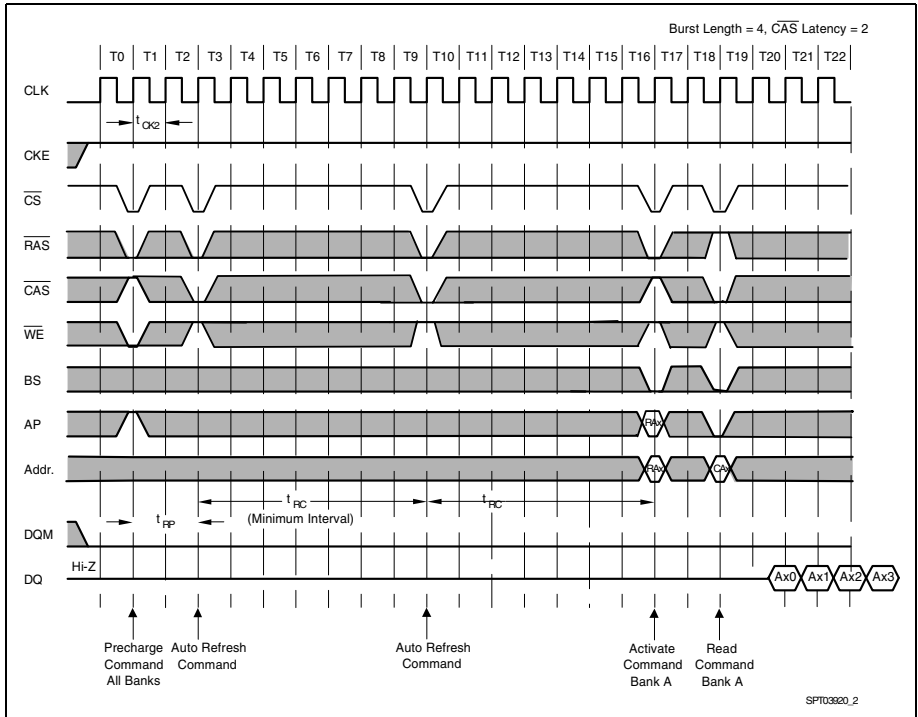 Burst Length = 4, CAS Latency = 2
T0 T1 T2 T3 T4 T5 T6 T7 T8 T9 T10 T11 T12 T13 T14 T15 T16 T17 T18 T19 T20 T21 T22
CLK
tCK2
CKE
CS
RAS
CAS
WE
BS
AP RAx
Addr. RAx CAx
tRC tRC
tRP (Minimum Interval)
DQM
Hi-Z
DQ Ax0 Ax1 Ax2 Ax3
Precharge
Command
All Banks
Auto Refresh
Command
Auto Refresh
Command
Activate
Command
Bank A
Read
Command
Bank A
SPT03920_2